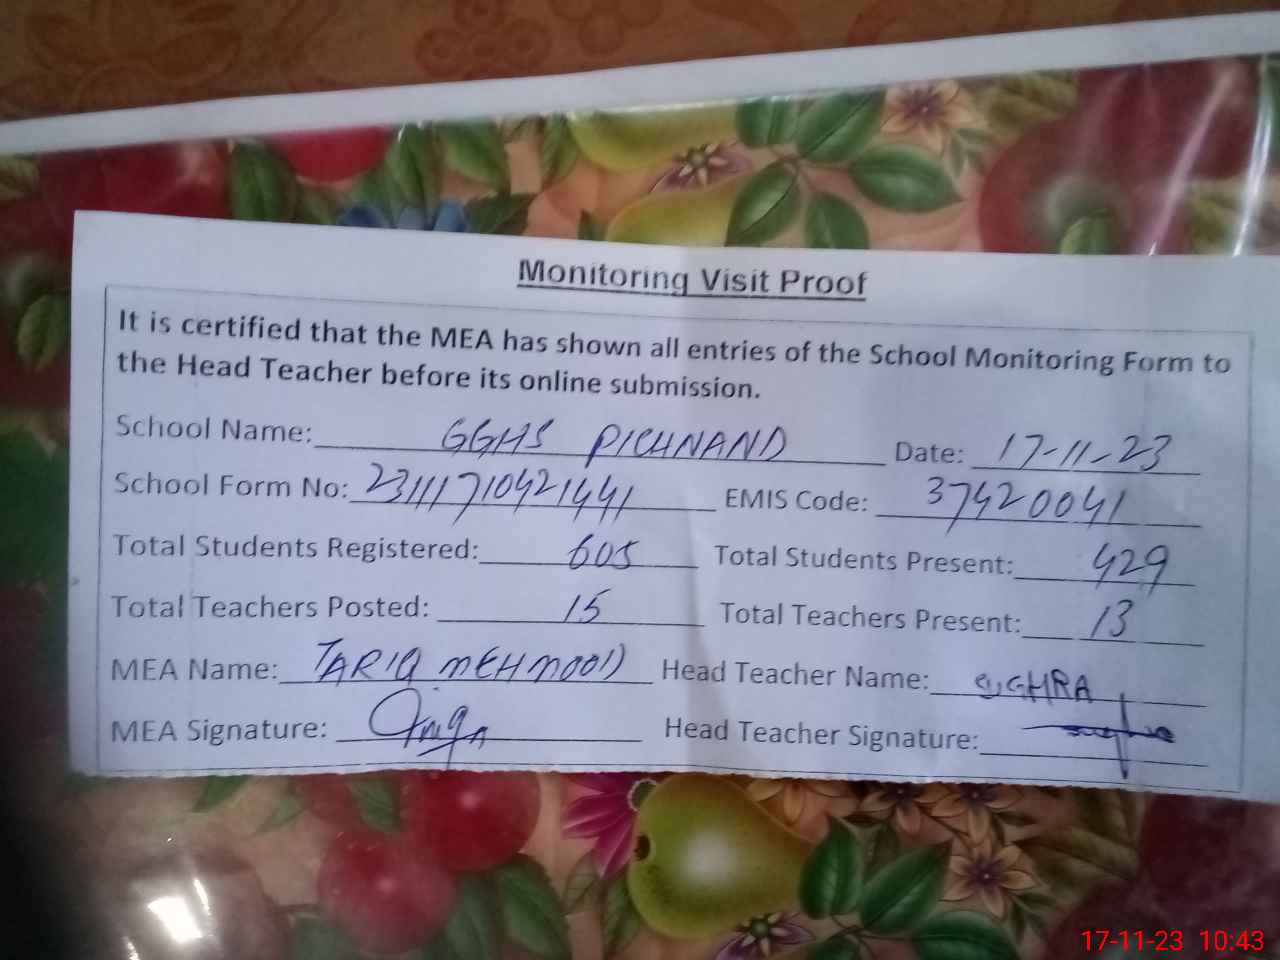 Monitoring Visit Proof
It is certified that the MEA has shown all entries of the School Monitoring Form to
the Head Teacher before its online submission.
School Name: GGHS PICHNAND Date: 17-11-23
School Form No: 23111710421441 EMIS Code: 37420041
Total Students Registered: 605 Total Students Present: 429
Total Teachers Posted: 15 Total Teachers Present: 13
MEA Name: TARIQ MEHMOOD Head Teacher Name: SUGHRA
MEA Signature: Head Teacher Signature:
17-11-23 10:43